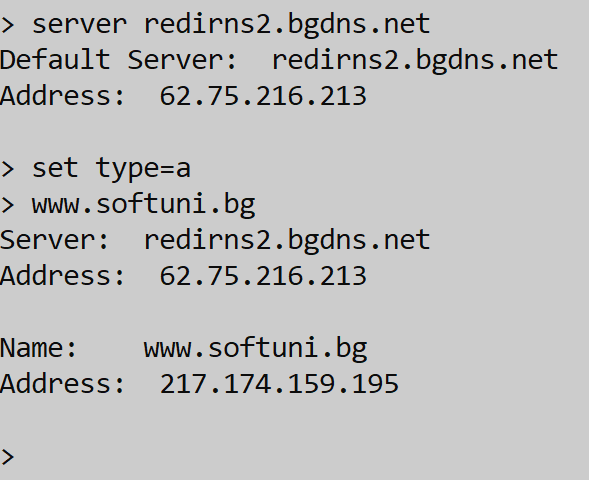 > server redirns2.bgdns.net
Default Server:  redirns2.bgdns.net
Address:  62.75.216.213

> set type=a
> www.softuni.bg
Server:  redirns2.bgdns.net
Address:  62.75.216.213

Name:    www.softuni.bg
Address:  217.174.159.195

>